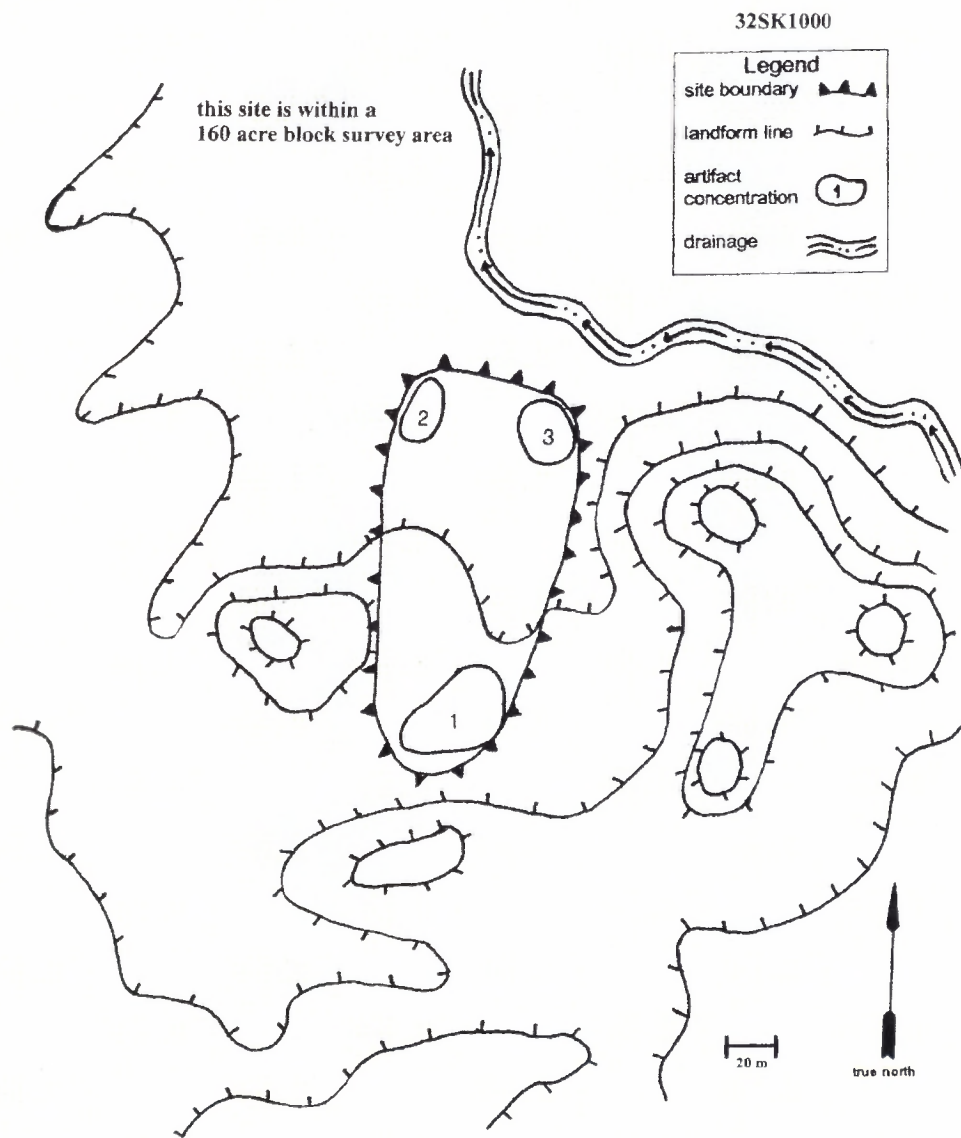 32SK1000
this site is within a
160 acre block survey area
Legend
site boundary
landform line
artifact
concentration
1
drainage
2
3
1
20 m
true north